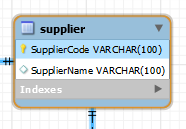 supplier
SupplierCode VARCHAR(100)
SupplierName VARCHAR(100)
Indexes